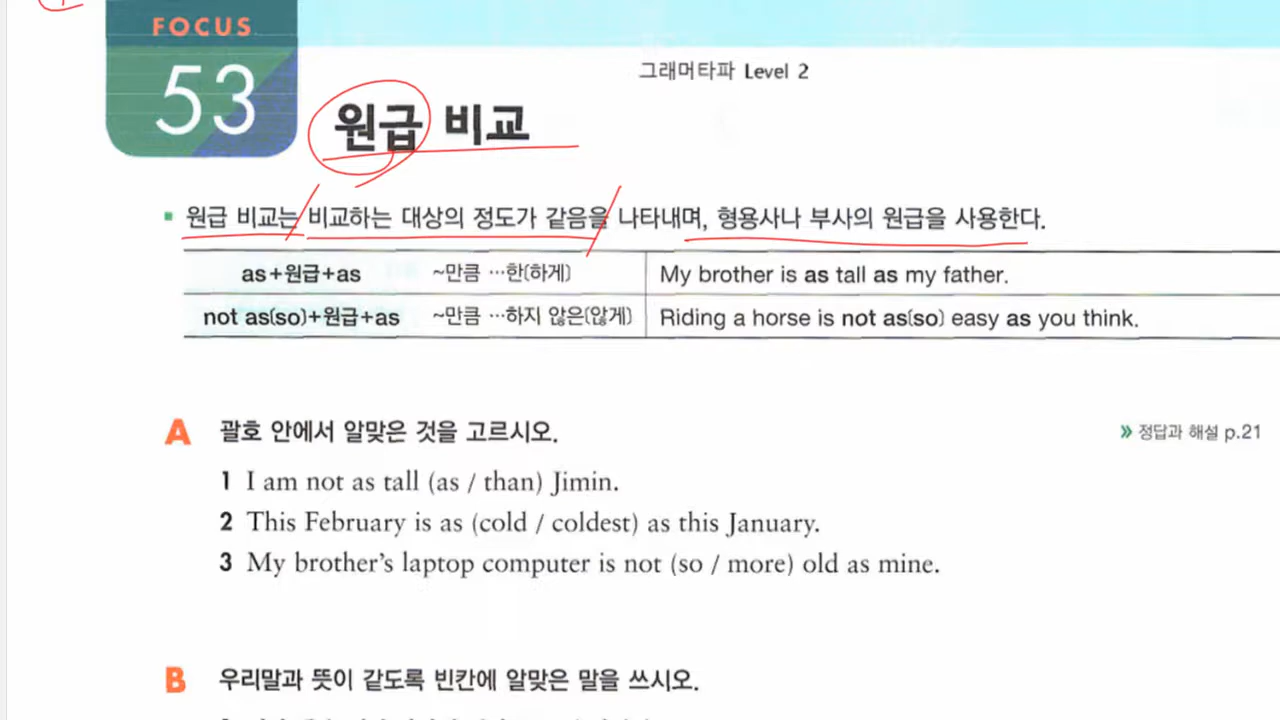 FOCUS
53
그래머타파 Level 2
원급 비교
원급 비교는 비교하는 대상의 정도가 같음을 나타내며, 형용사나 부사의 원급을 사용한다.
as+원급+as ~만큼 …한(하게) My brother is as tall as my father.
not as(so)+원급+as ~만큼 …하지 않은(않게) Riding a horse is not as(so) easy as you think.
A 괄호 안에서 알맞은 것을 고르시오.
» 정답과 해설 p.21
1 I am not as tall (as / than) Jimin.
2 This February is as (cold / coldest) as this January.
3 My brother's laptop computer is not (so / more) old as mine.
B 우리말과 뜻이 같도록 빈칸에 알맞은 말을 쓰시오.